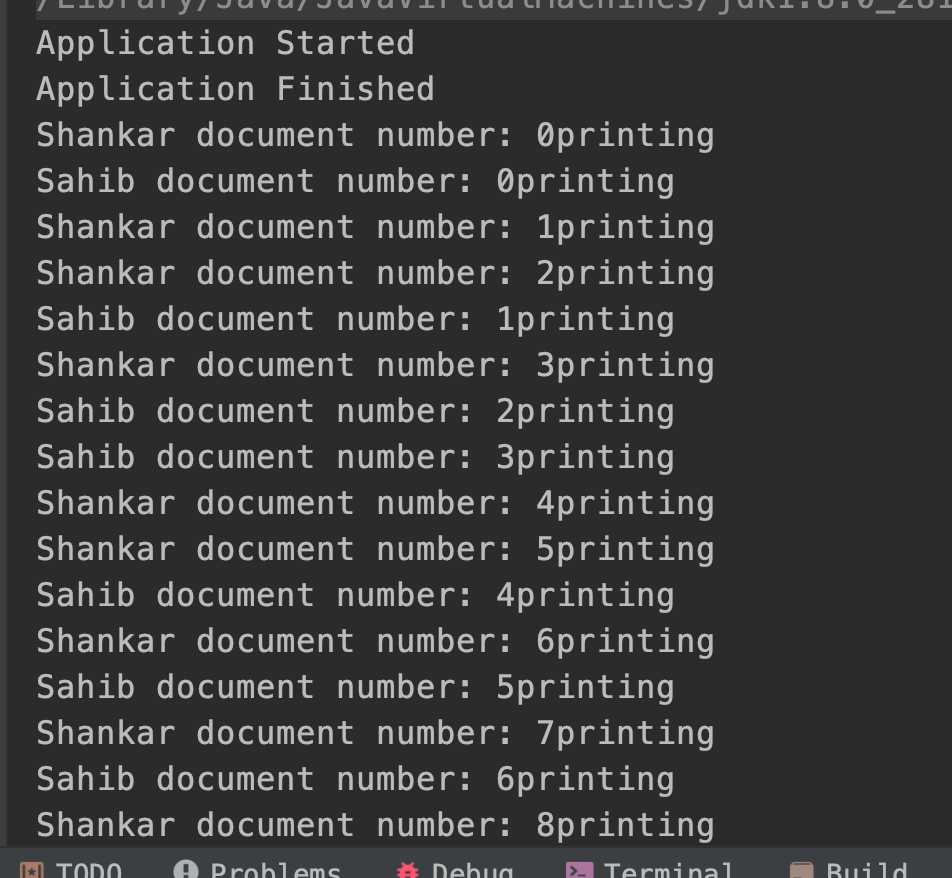 /Library/Java/JavaVirtualMachines/jdk1.8.0_281
Application Started
Application Finished
Shankar document number: 0printing
Sahib document number: 0printing
Shankar document number: 1printing
Shankar document number: 2printing
Sahib document number: 1printing
Shankar document number: 3printing
Sahib document number: 2printing
Sahib document number: 3printing
Shankar document number: 4printing
Shankar document number: 5printing
Sahib document number: 4printing
Shankar document number: 6printing
Sahib document number: 5printing
Shankar document number: 7printing
Sahib document number: 6printing
Shankar document number: 8printing
TODO Problems Debug Terminal Build